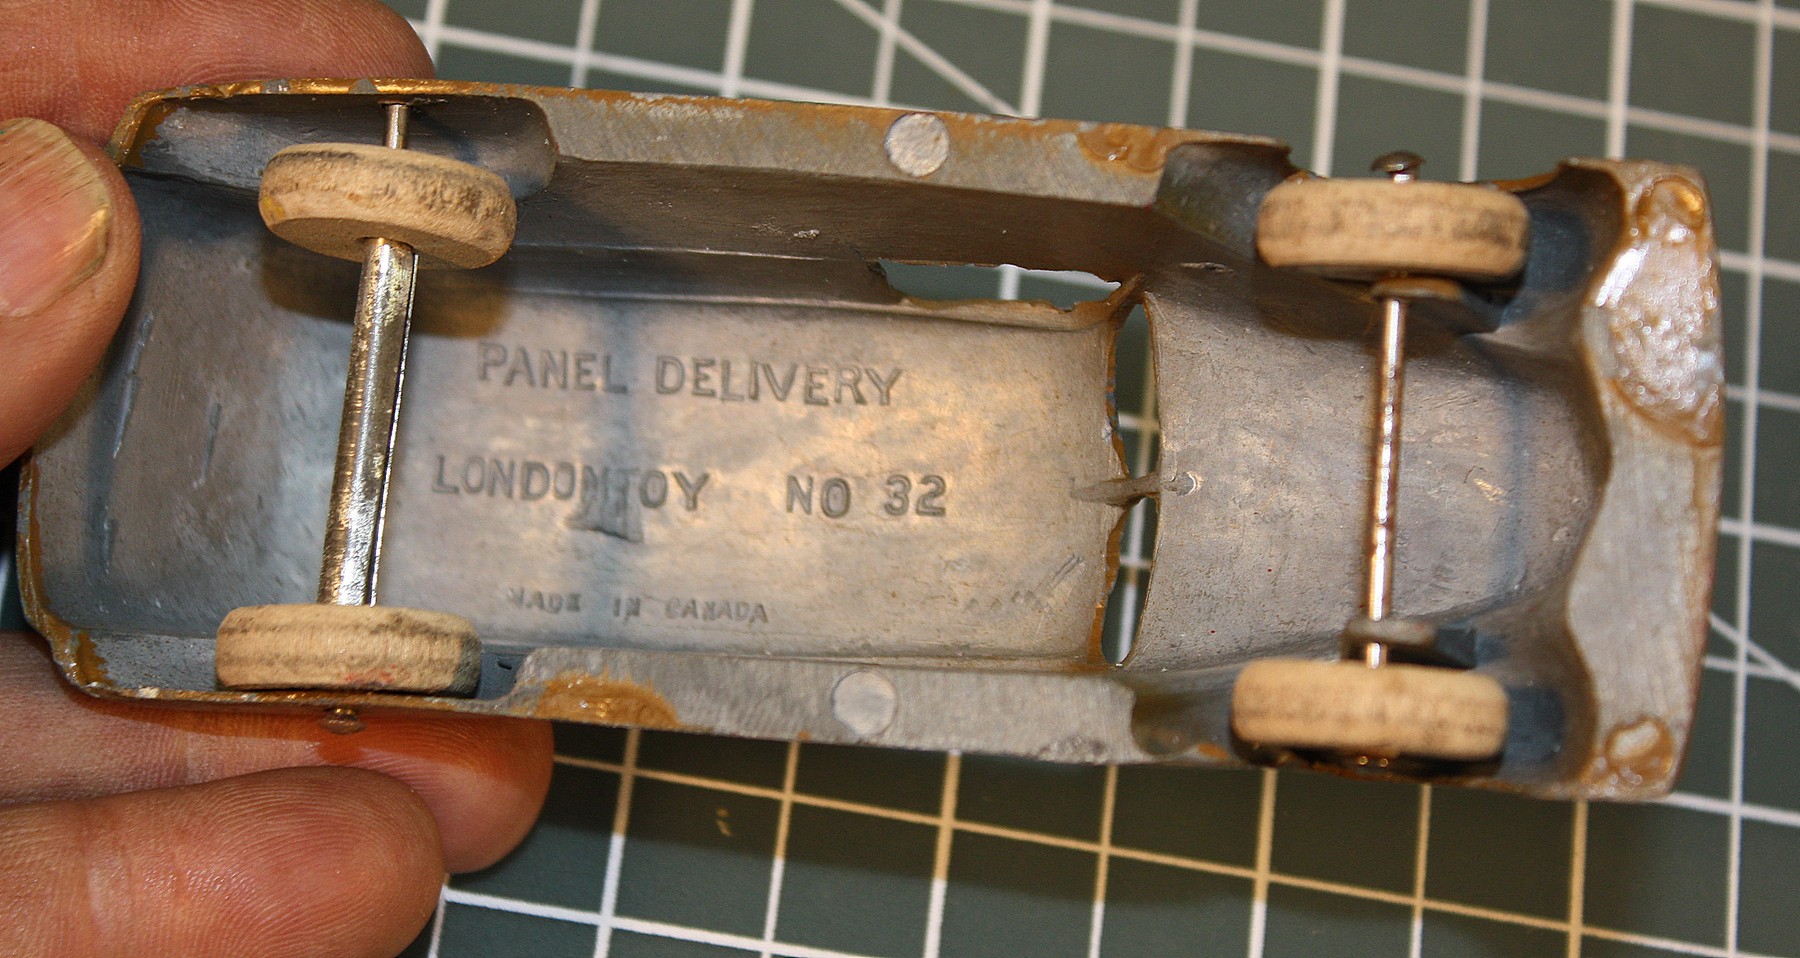 PANEL DELIVERY
LONDONTOY NO 32
MADE IN CANADA